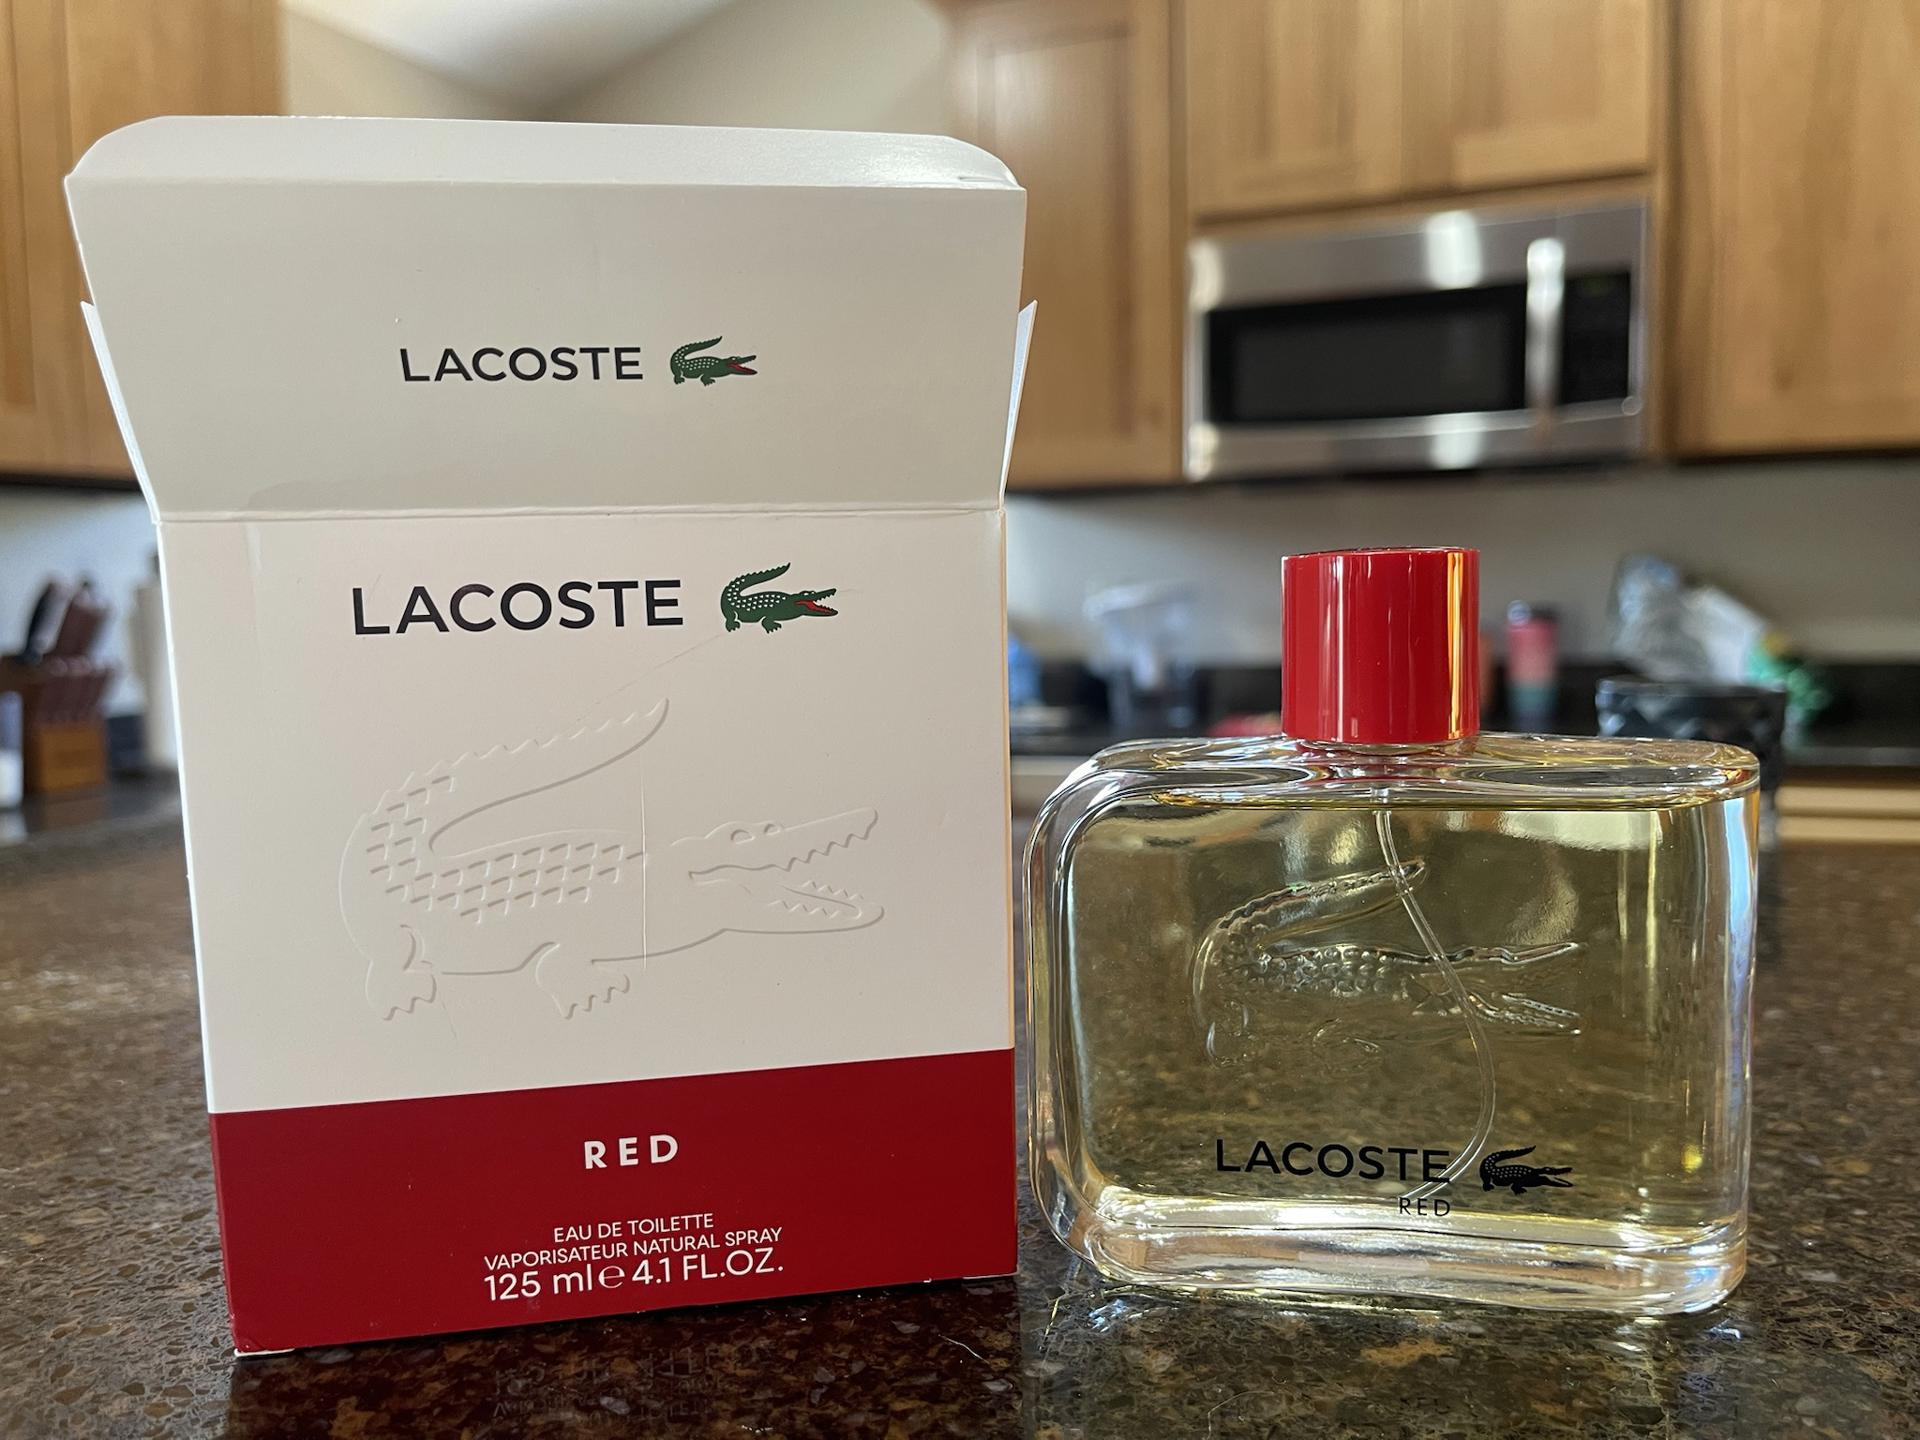 LACOSTE
LACOSTE
RED
EAU DE TOILETTE
VAPORISATEUR NATURAL SPRAY
125 ml ℮ 4.1 FL.OZ.
LACOSTE
RED